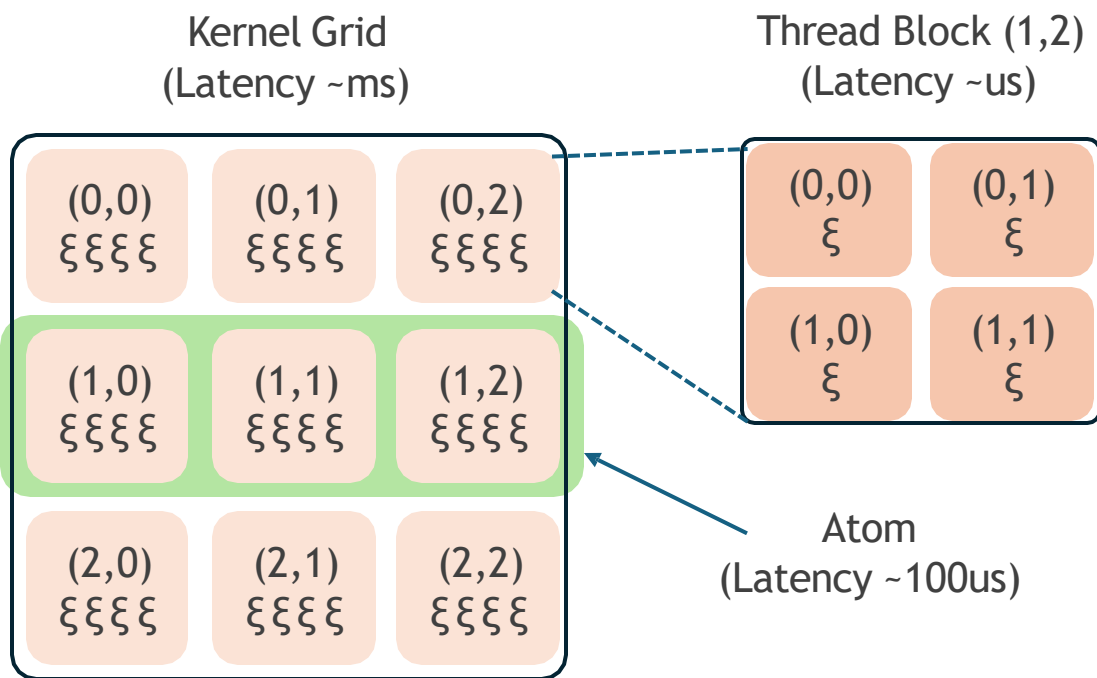 Kernel Grid
(Latency ~ms)
Thread Block (1,2)
(Latency ~us)
(0,0)
ξξξξ
(0,1)
ξξξξ
(0,2)
ξξξξ
(1,0)
ξξξξ
(1,1)
ξξξξ
(1,2)
ξξξξ
(2,0)
ξξξξ
(2,1)
ξξξξ
(2,2)
ξξξξ
(0,0)
ξ
(0,1)
ξ
(1,0)
ξ
(1,1)
ξ
Atom
(Latency ~100us)